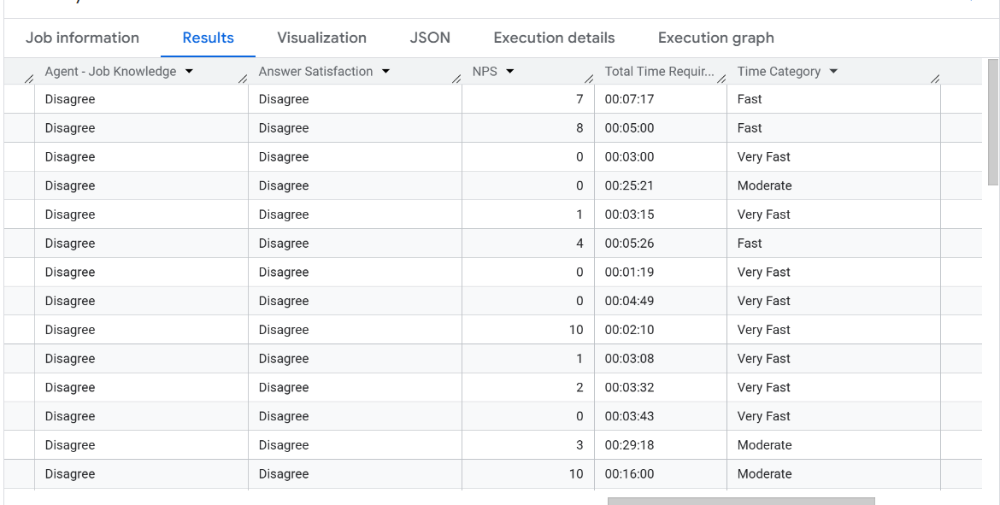 Job information Results Visualization JSON Execution details Execution graph
Agent - Job Knowledge Answer Satisfaction NPS Total Time Requir... Time Category
Disagree Disagree 7 00:07:17 Fast
Disagree Disagree 8 00:05:00 Fast
Disagree Disagree 0 00:03:00 Very Fast
Disagree Disagree 0 00:25:21 Moderate
Disagree Disagree 1 00:03:15 Very Fast
Disagree Disagree 4 00:05:26 Fast
Disagree Disagree 0 00:01:19 Very Fast
Disagree Disagree 0 00:04:49 Very Fast
Disagree Disagree 10 00:02:10 Very Fast
Disagree Disagree 1 00:03:08 Very Fast
Disagree Disagree 2 00:03:32 Very Fast
Disagree Disagree 0 00:03:43 Very Fast
Disagree Disagree 3 00:29:18 Moderate
Disagree Disagree 10 00:16:00 Moderate